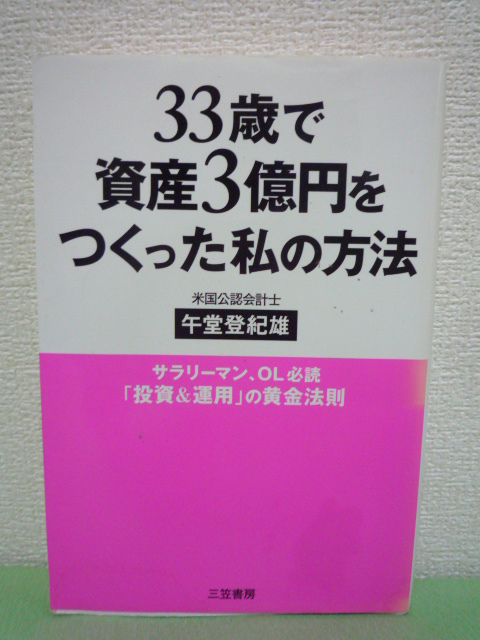 33歳で
資産3億円を
つくった私の方法
米国公認会計士
午堂登紀雄
サラリーマン、OL必読
「投資&運用」の黄金法則
三笠書房